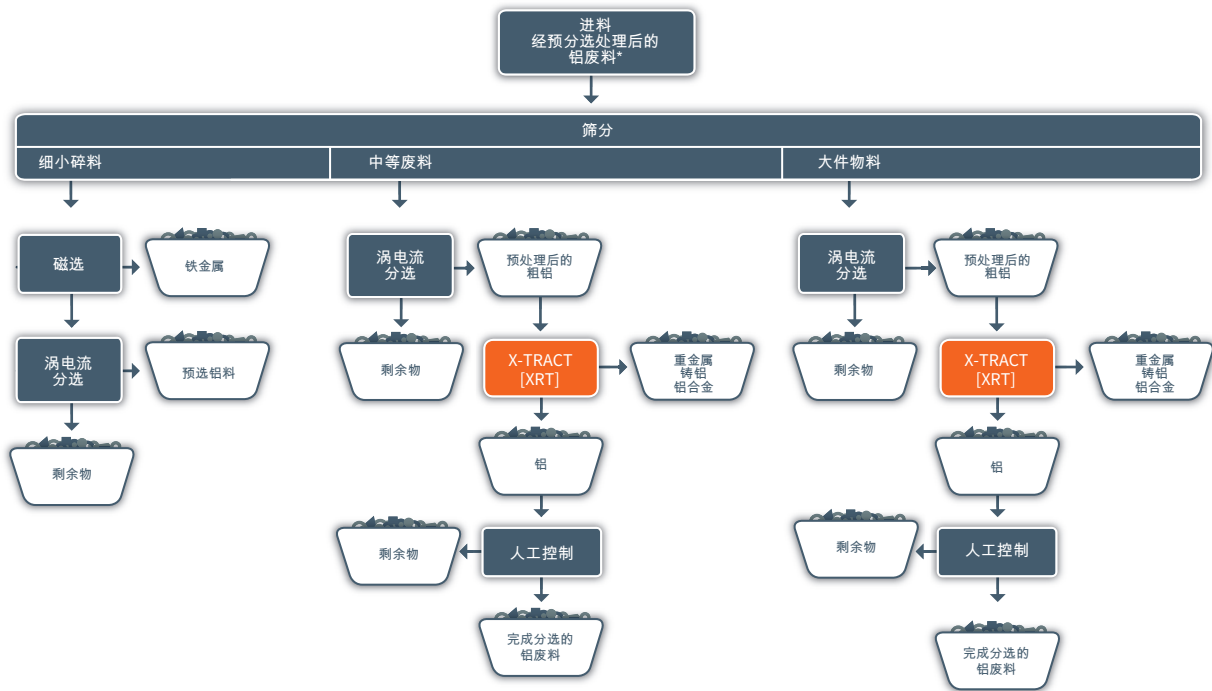 进料
经预分选处理后的
铝废料*
筛分
细小碎料
中等废料
大件物料
磁选
铁金属
涡电流
分选
预选铝料
剩余物
涡电流
分选
预处理后的
粗铝
剩余物
X-TRACT
[XRT]
重金属
铸铝
铝合金
铝
人工控制
剩余物
完成分选的
铝废料
涡电流
分选
预处理后的
粗铝
剩余物
X-TRACT
[XRT]
重金属
铸铝
铝合金
铝
人工控制
剩余物
完成分选的
铝废料